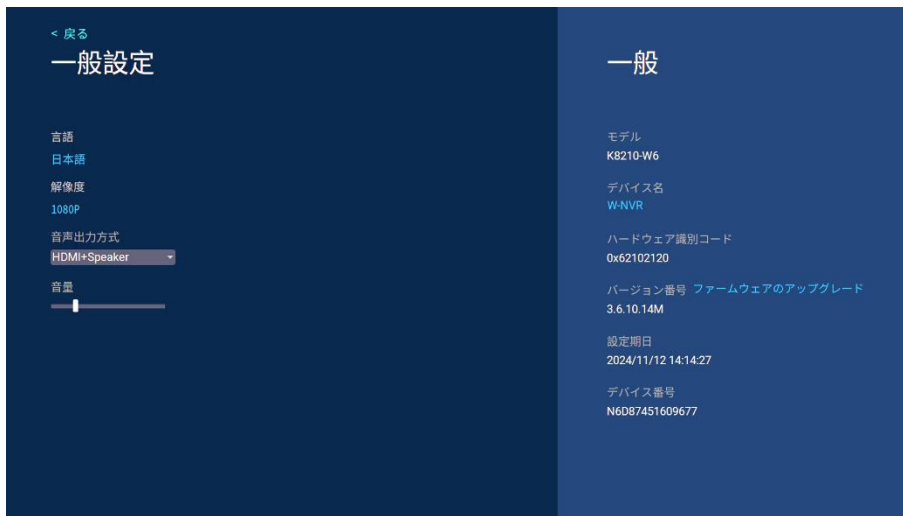 < 戻る
一般設定
言語
日本語
解像度
1080P
音声出力方式
HDMI+Speaker
音量
一般
モデル
K8210-W6
デバイス名
W-NVR
ハードウェア識別コード
0x62102120
バージョン番号 ファームウェアのアップグレード
3.6.10.14M
設定期日
2024/11/12 14:14:27
デバイス番号
N6D87451609677